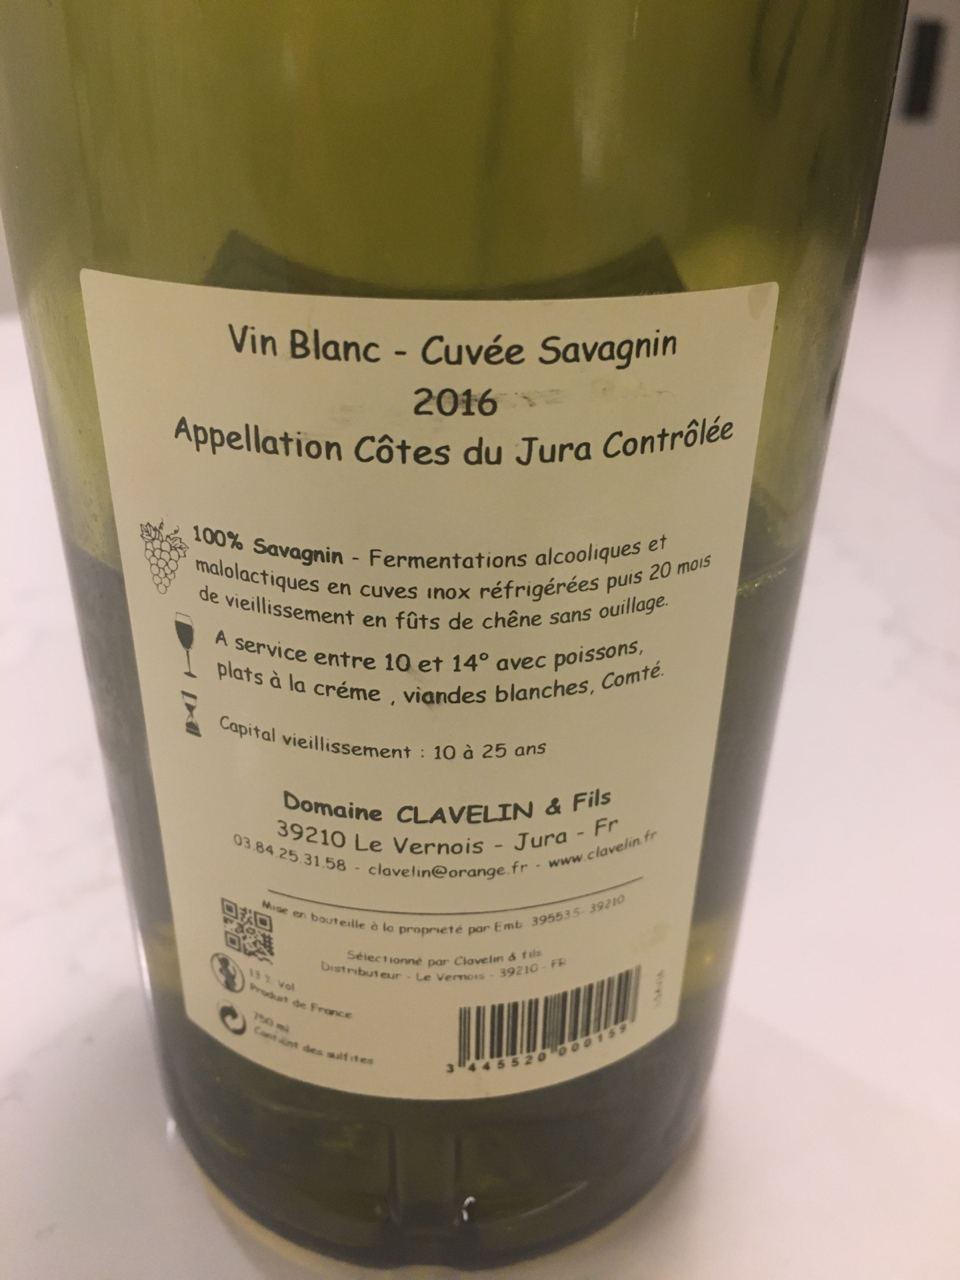 Vin Blanc - Cuvée Savagnin
2016
Appellation Côtes du Jura Contrôlée
100% Savagnin - Fermentations alcooliques et
malolactiques en cuves inox réfrigérées puis 20 mois
de vieillissement en fûts de chêne sans ouillage.
A service entre 10 et 14° avec poissons,
plats à la créme , viandes blanches, Comté.
Capital vieillissement : 10 à 25 ans
Domaine CLAVELIN & Fils
39210 Le Vernois - Jura - Fr
03.84.25.31.58 - clavelin@orange.fr - www.clavelin.fr
Mise en bouteille à la propriété par Emb 395535- 39210
Sélectionné par Clavelin & fils
Distributeur - Le Vernois - 39210 - FR
13 % vol
Produit de France
750 ml
Contient des sulfites
3 445520 000159